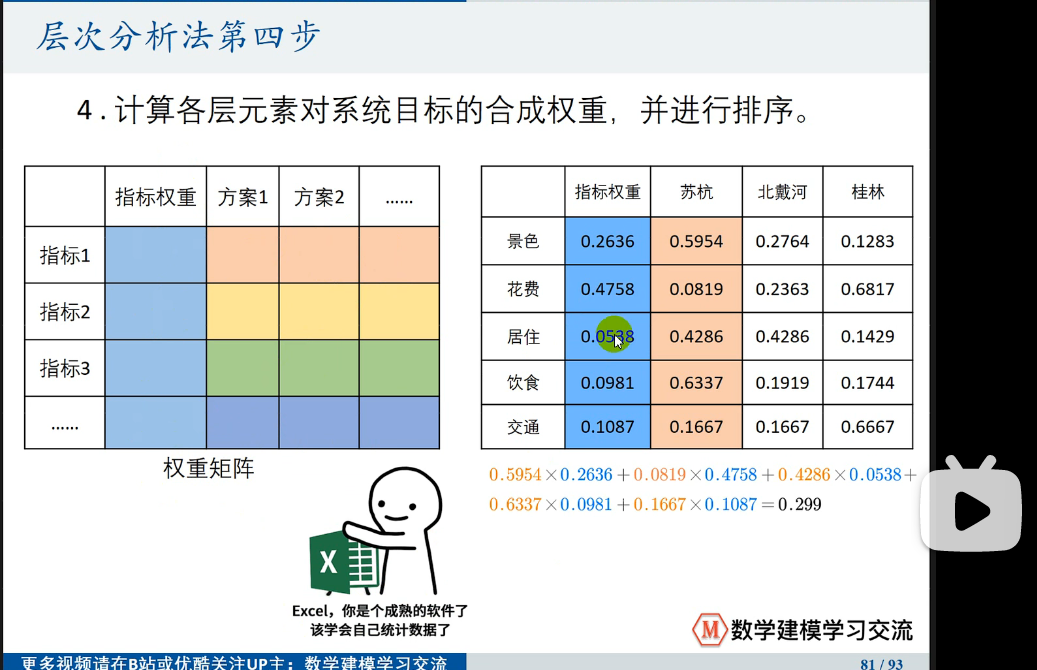 层次分析法第四步
4.计算各层元素对系统目标的合成权重，并进行排序。
指标权重 方案1 方案2 ……
指标1
指标2
指标3
……
权重矩阵
指标权重 苏杭 北戴河 桂林
景色 0.2636 0.5954 0.2764 0.1283
花费 0.4758 0.0819 0.2363 0.6817
居住 0.0538 0.4286 0.4286 0.1429
饮食 0.0981 0.6337 0.1919 0.1744
交通 0.1087 0.1667 0.1667 0.6667
0.5954×0.2636+0.0819×0.4758+0.4286×0.0538+
0.6337×0.0981+0.1667×0.1087=0.299
X
Excel，你是个成熟的软件了
该学会自己统计数据了
M 数学建模学习交流
更多视频请在B站或优酷关注UP主：数学建模学习交流
81 / 93